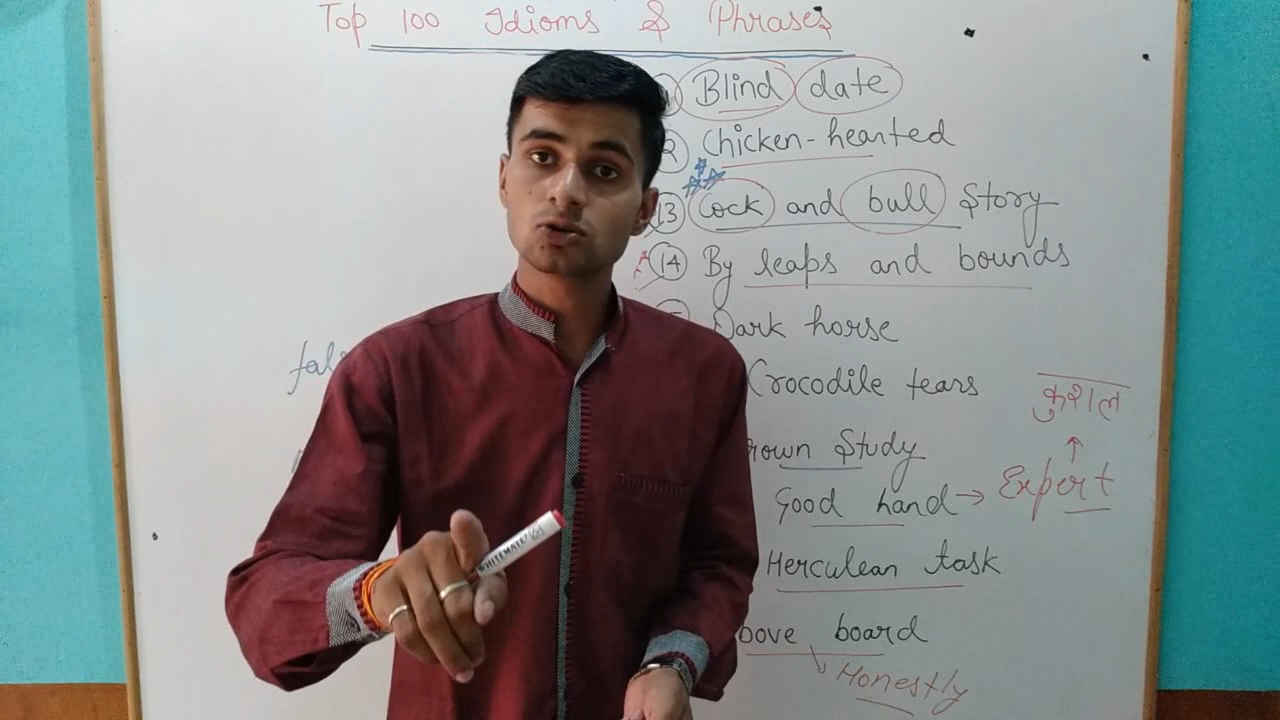 Top 100 Idioms & Phrases
Blind date
Chicken-hearted
13 Cock and bull Story
14 By leaps and bounds
Dark horse
Crocodile tears
कुशल
rown Study
Good hand → Expert
Herculean task
bove board
Honestly
WHITEMATE